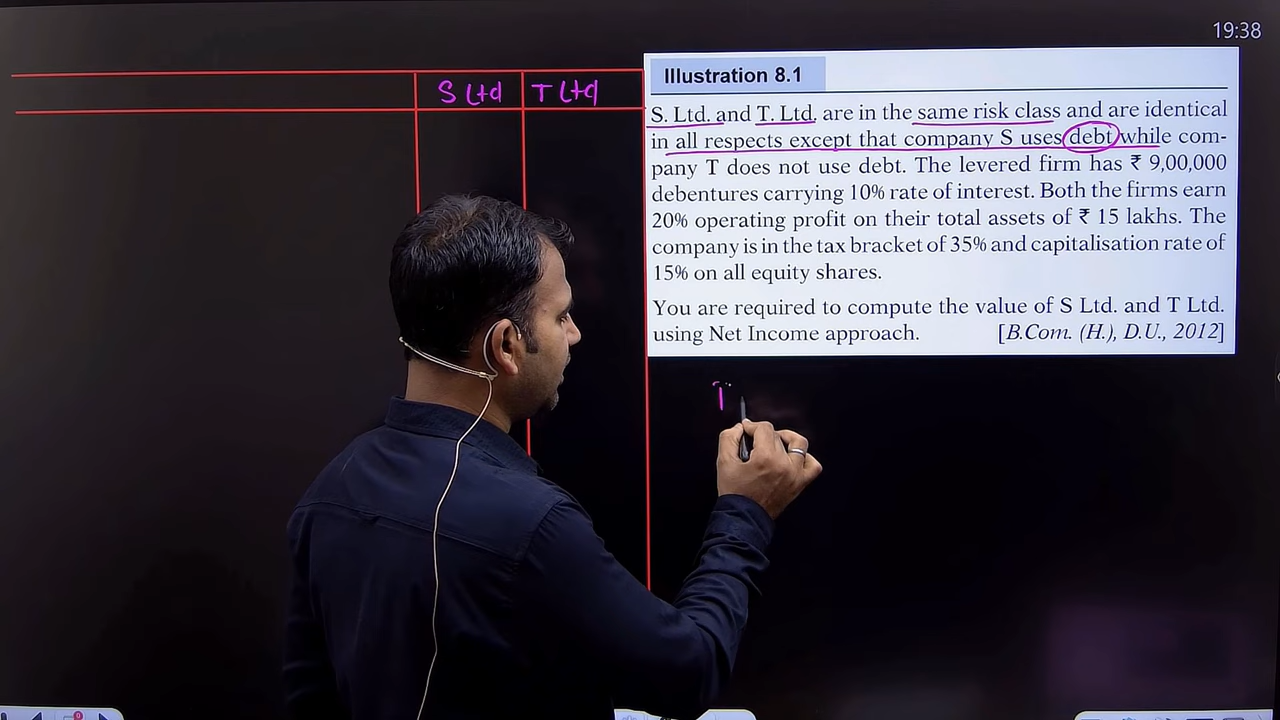 19:38
S Ltd T Ltd
Illustration 8.1
S. Ltd. and T. Ltd. are in the same risk class and are identical
in all respects except that company S uses debt while com-
pany T does not use debt. The levered firm has ₹ 9,00,000
debentures carrying 10% rate of interest. Both the firms earn
20% operating profit on their total assets of ₹ 15 lakhs. The
company is in the tax bracket of 35% and capitalisation rate of
15% on all equity shares.
You are required to compute the value of S Ltd. and T Ltd.
using Net Income approach. [B.Com. (H.), D.U., 2012]